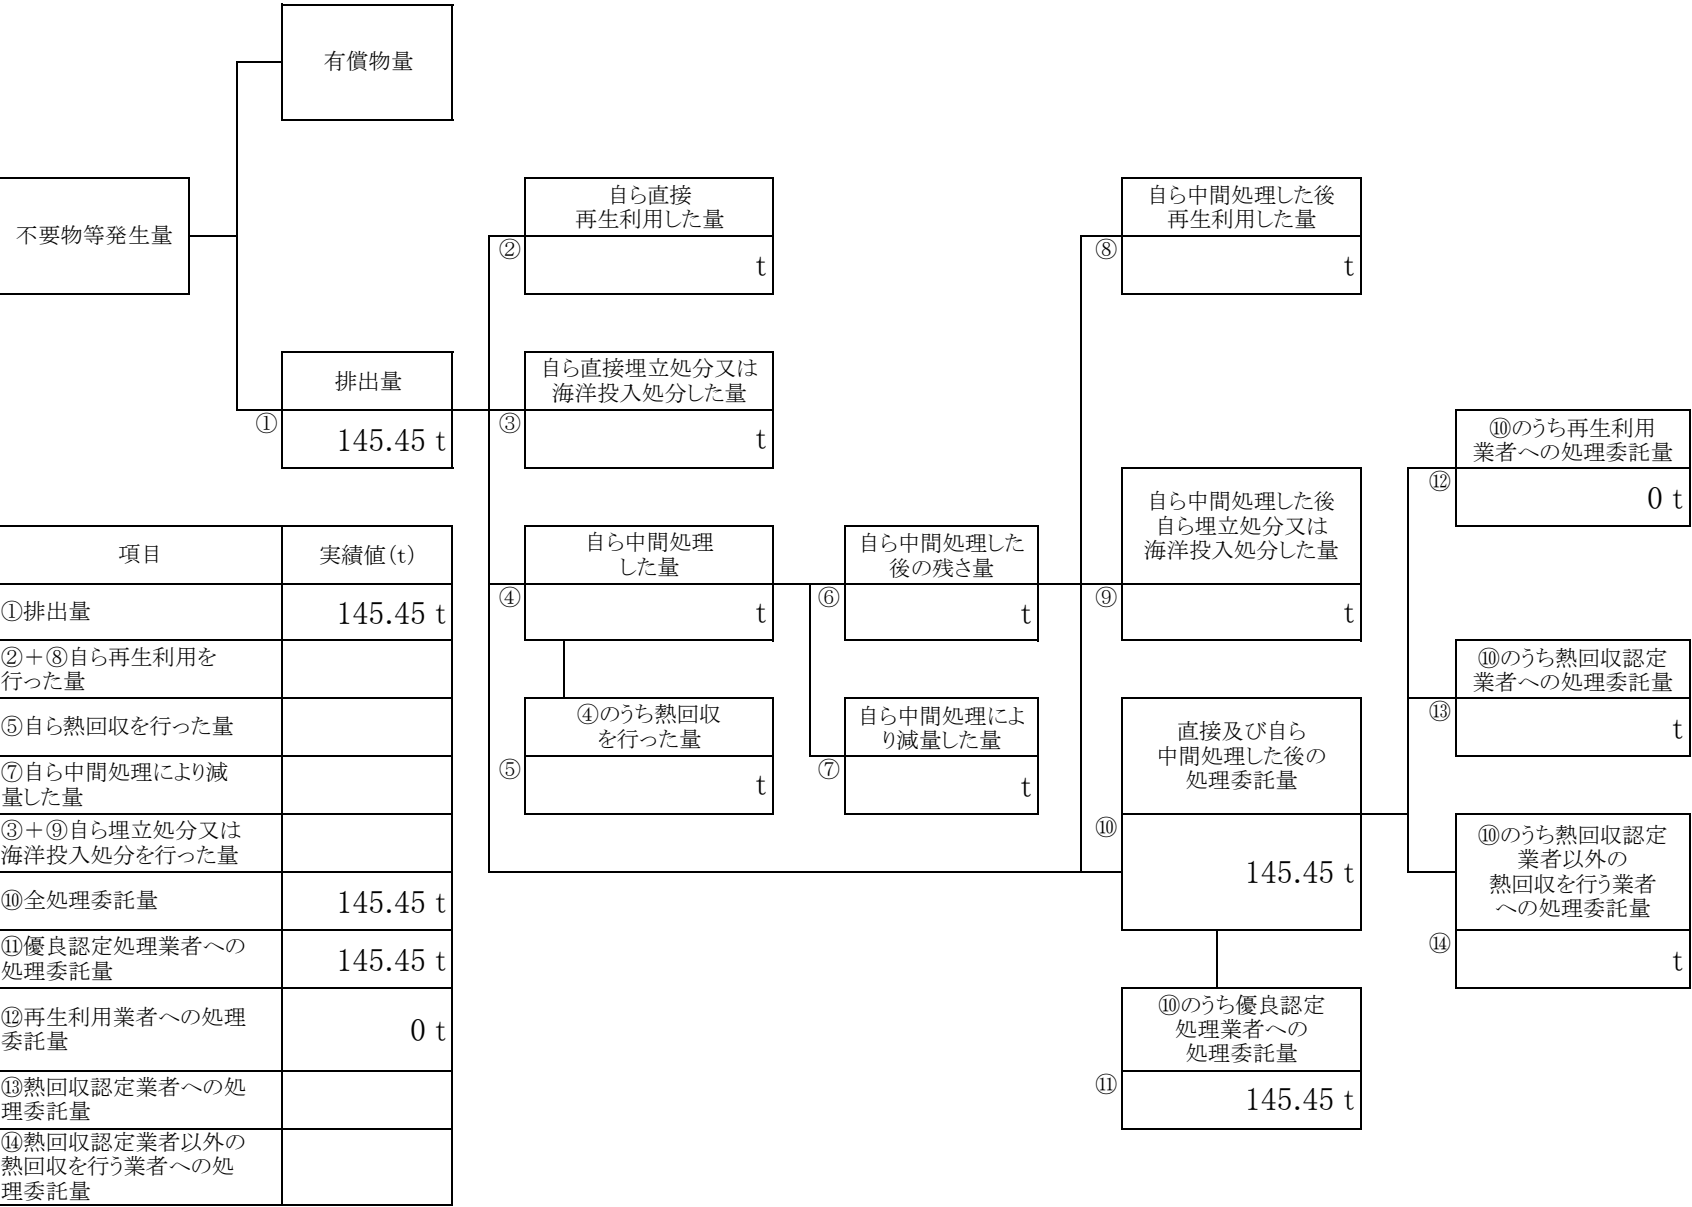 有償物量
不要物等発生量
自ら直接
再生利用した量
②
t
自ら中間処理した後
再生利用した量
⑧
t
排出量
①
145.45 t
自ら直接埋立処分又は
海洋投入処分した量
③
t
⑩のうち再生利用
業者への処理委託量
⑫
0 t
自ら中間処理した後
自ら埋立処分又は
海洋投入処分した量
⑨
t
自ら中間処理
した量
④
t
自ら中間処理した
後の残さ量
⑥
t
⑩のうち熱回収認定
業者への処理委託量
⑬
t
④のうち熱回収
を行った量
⑤
t
自ら中間処理によ
り減量した量
⑦
t
直接及び自ら
中間処理した後の
処理委託量
⑩
145.45 t
⑩のうち熱回収認定
業者以外の
熱回収を行う業者
への処理委託量
⑭
t
⑩のうち優良認定
処理業者への
処理委託量
⑪
145.45 t
項目 実績値(t)
①排出量 145.45 t
②+⑧自ら再生利用を
行った量
⑤自ら熱回収を行った量
⑦自ら中間処理により減
量した量
③+⑨自ら埋立処分又は
海洋投入処分を行った量
⑩全処理委託量 145.45 t
⑪優良認定処理業者への
処理委託量 145.45 t
⑫再生利用業者への処理
委託量 0 t
⑬熱回収認定業者への処
理委託量
⑭熱回収認定業者以外の
熱回収を行う業者への処
理委託量